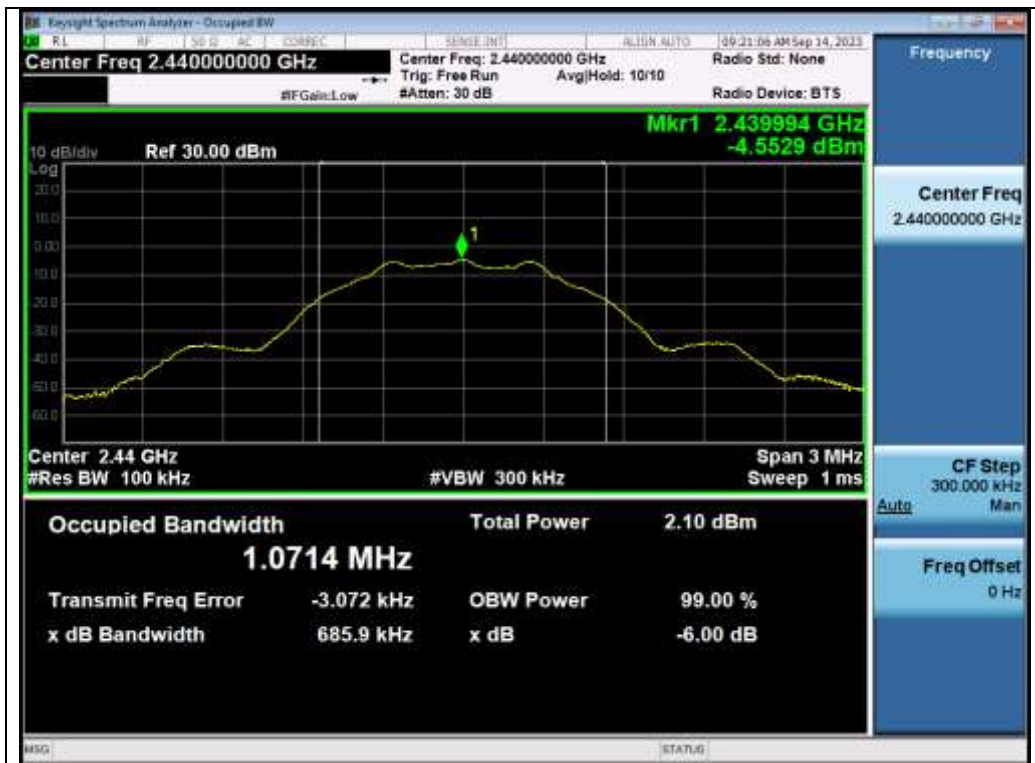 Keysight Spectrum Analyzer - Occupied BW
RL RF 50 Ω AC CORREC SENSE:INT ALIGN AUTO 09:21:06 AM Sep 14, 2023
Center Freq 2.440000000 GHz
Center Freq: 2.440000000 GHz
Radio Std: None
Trig: Free Run Avg|Hold: 10/10
#IFGain:Low
#Atten: 30 dB
Radio Device: BTS
Mkr1 2.439994 GHz
-4.5529 dBm
10 dB/div Ref 30.00 dBm
Log
20.0
10.0
0.00
-10.0
-20.0
-30.0
-40.0
-50.0
-60.0
1
Center 2.44 GHz
Span 3 MHz
#Res BW 100 kHz
#VBW 300 kHz
Sweep 1 ms
Occupied Bandwidth
1.0714 MHz
Total Power 2.10 dBm
Transmit Freq Error -3.072 kHz
OBW Power 99.00 %
x dB Bandwidth 685.9 kHz
x dB -6.00 dB
Frequency
Center Freq
2.440000000 GHz
CF Step
300.000 kHz
Auto Man
Freq Offset
0 Hz
MSG
STATUS